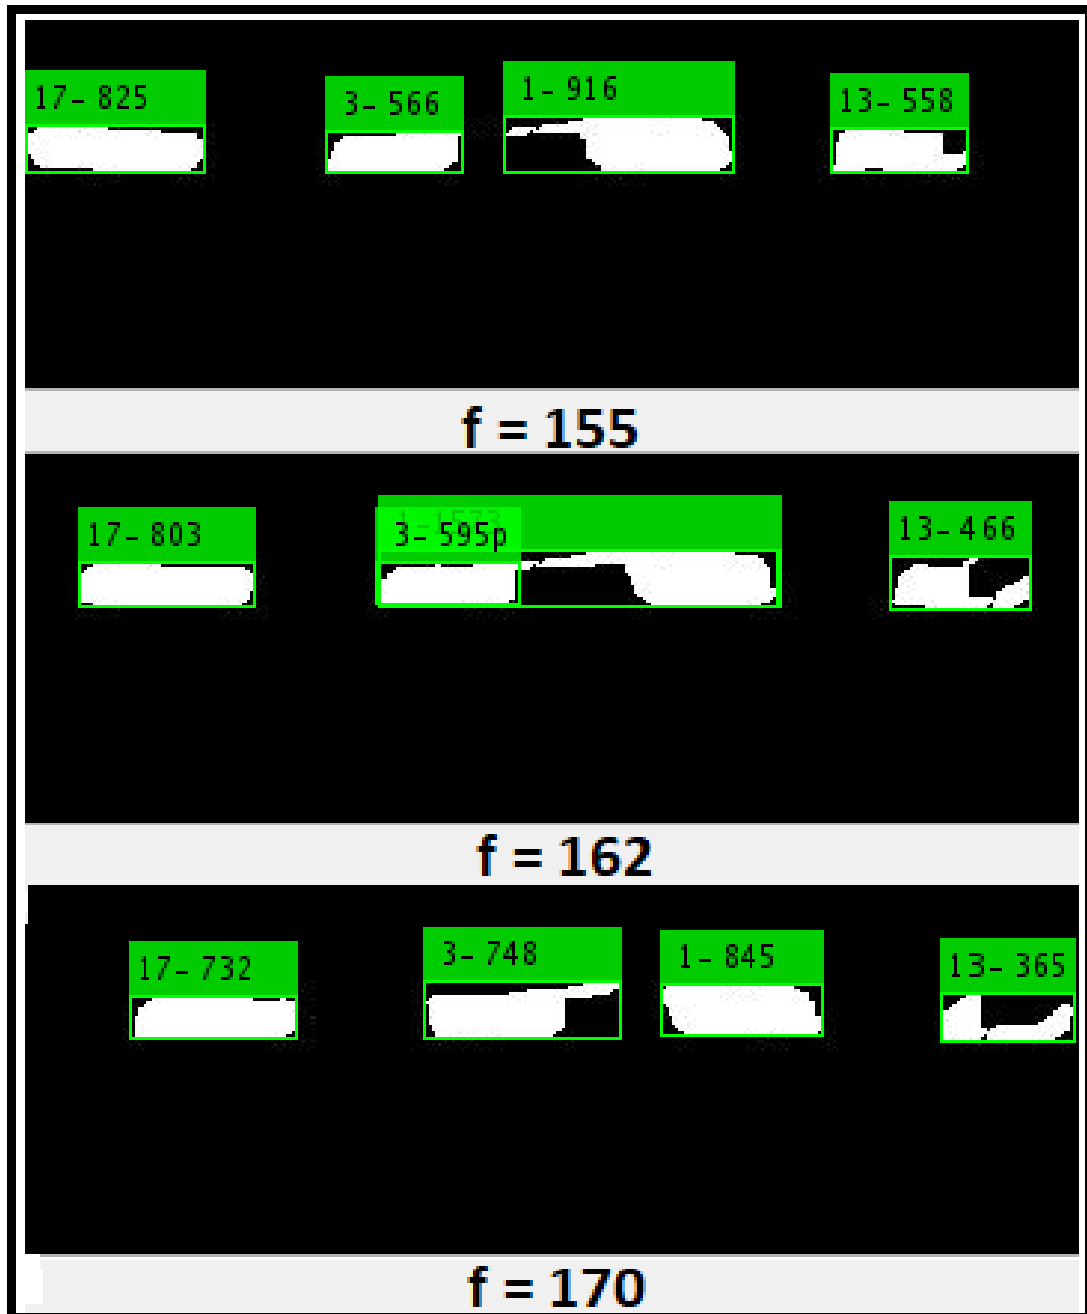 17- 825
3- 566
1- 916
13- 558
f = 155
17- 803
3- 595p
13- 466
f = 162
17- 732
3- 748
1- 845
13- 365
f = 170